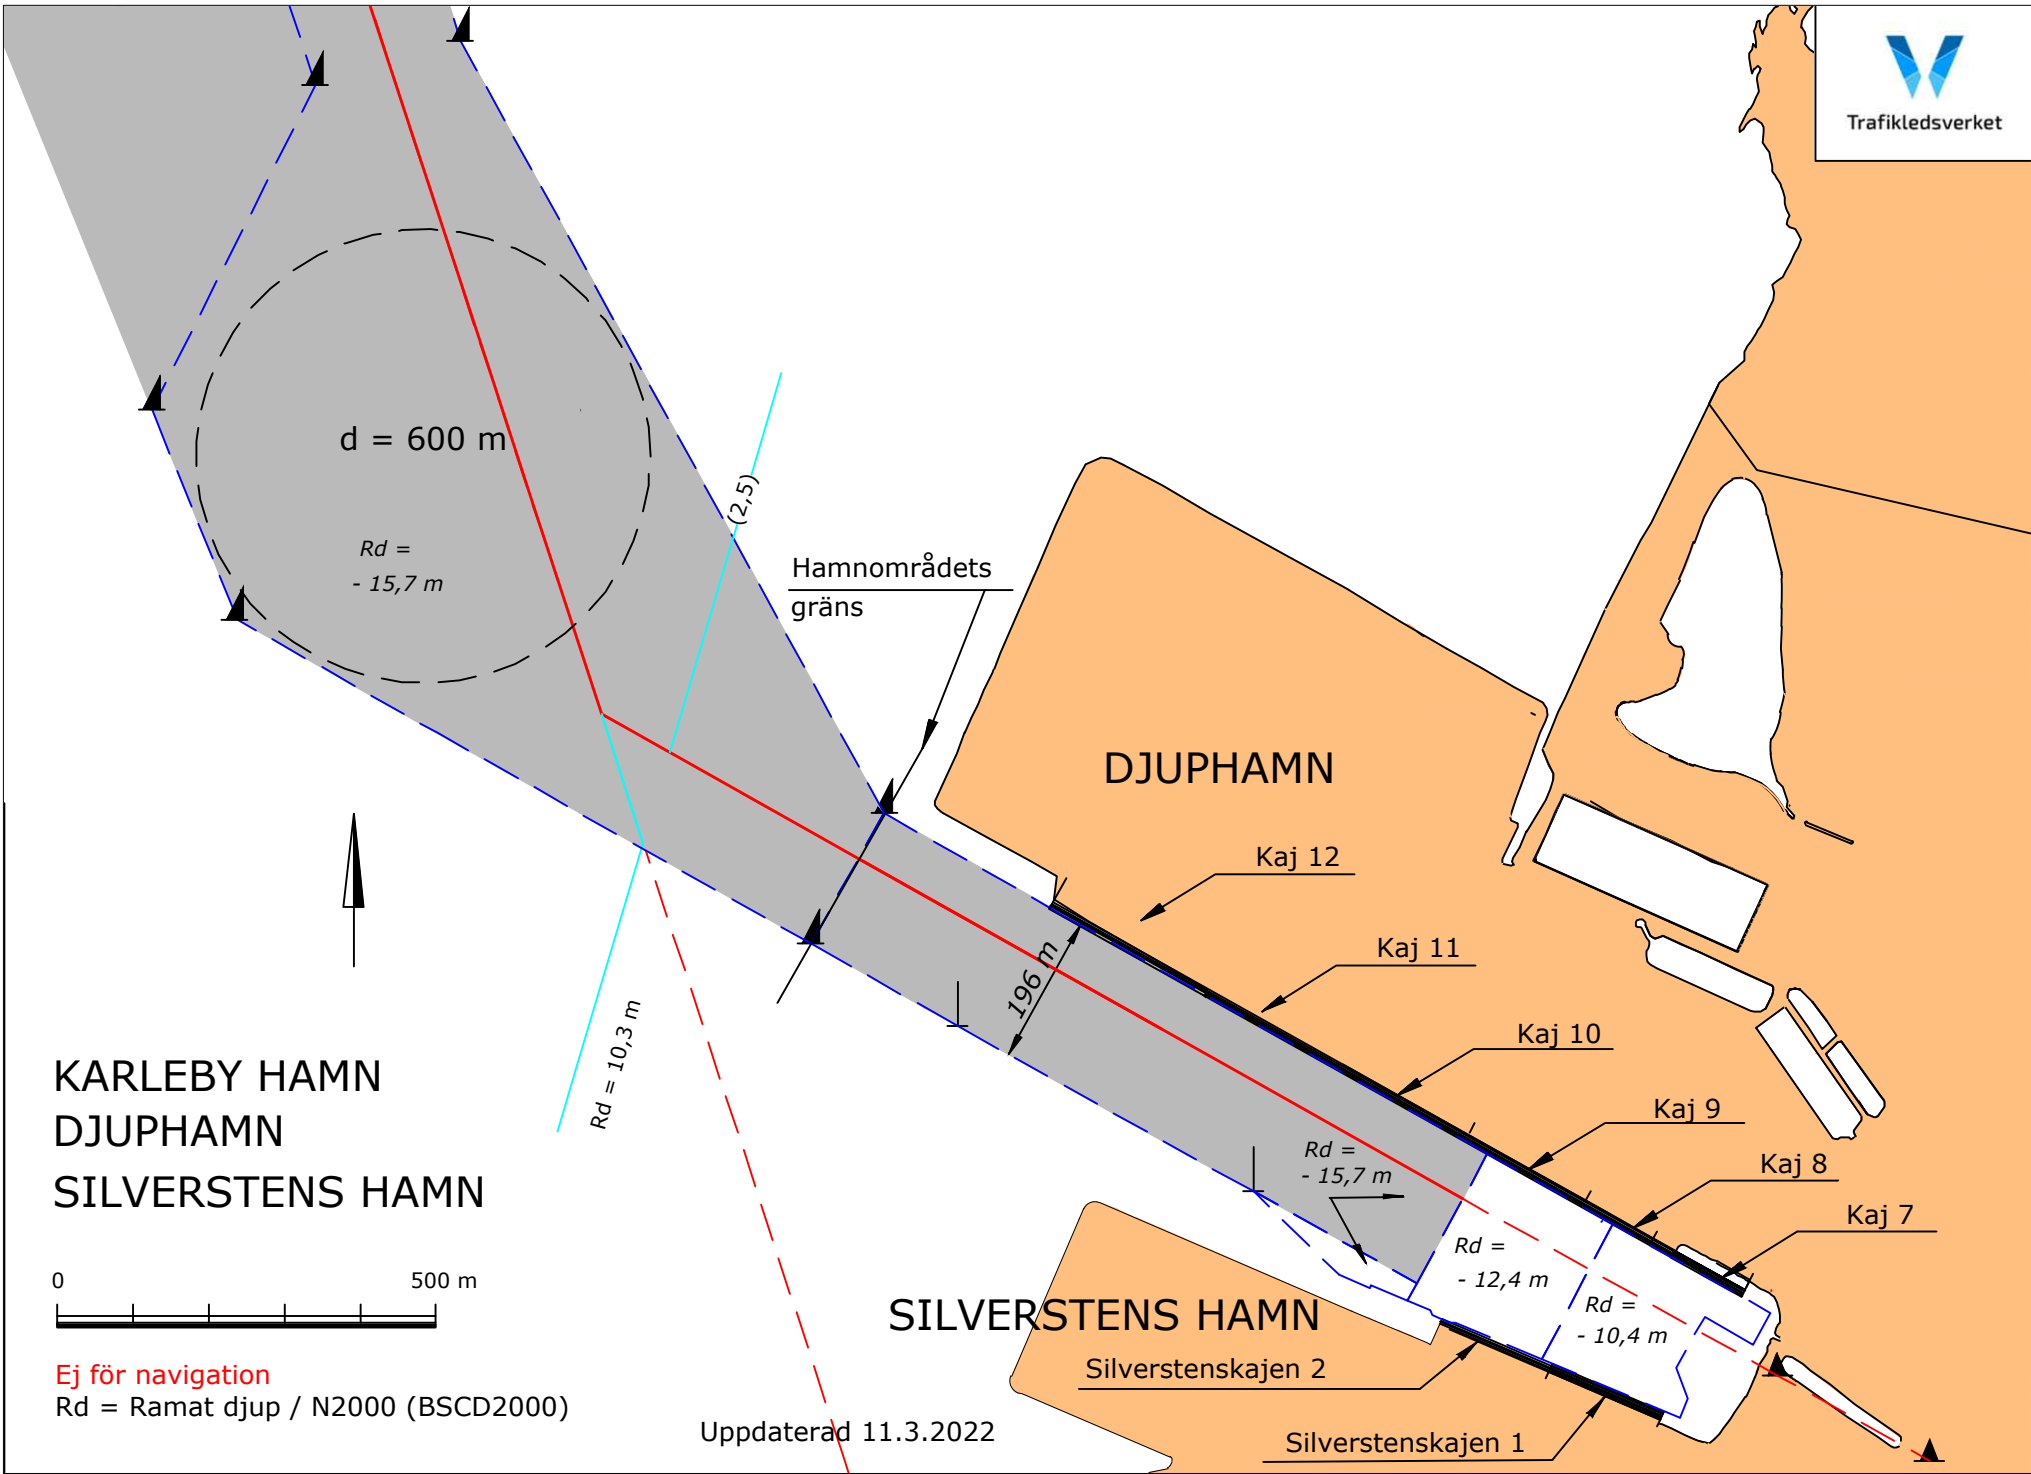 Trafikledsverket
d = 600 m
(2,5)
Rd =
- 15,7 m
Hamnområdets
gräns
DJUPHAMN
Kaj 12
Kaj 11
196 m
Kaj 10
Rd = 10,3 m
KARLEBY HAMN
DJUPHAMN
SILVERSTENS HAMN
Kaj 9
Rd =
- 15,7 m
Kaj 8
Kaj 7
Rd =
- 12,4 m
0 500 m
SILVERSTENS HAMN
Rd =
- 10,4 m
Ej för navigation
Rd = Ramat djup / N2000 (BSCD2000)
Silverstenskajen 2
Uppdaterad 11.3.2022
Silverstenskajen 1